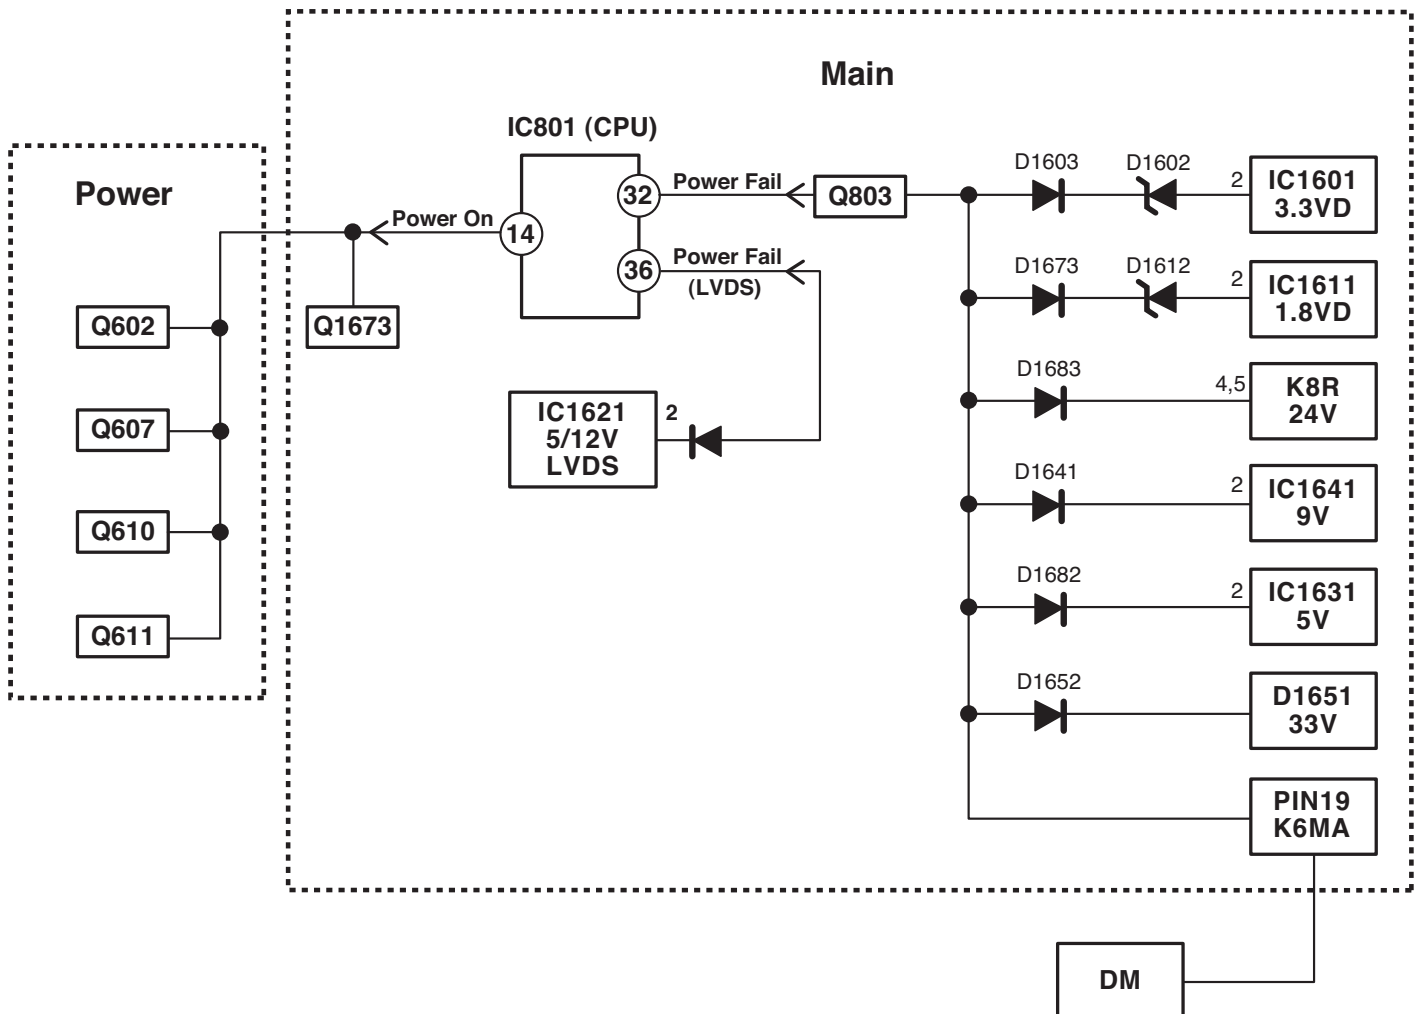 Main
Power
IC801 (CPU)
Power On
14
32
Power Fail
Q803
36
Power Fail
(LVDS)
Q1673
Q602
Q607
Q610
Q611
IC1621
5/12V
LVDS
2
D1603
D1602
2
IC1601
3.3VD
D1673
D1612
2
IC1611
1.8VD
D1683
4,5
K8R
24V
D1641
2
IC1641
9V
D1682
2
IC1631
5V
D1652
D1651
33V
PIN19
K6MA
DM